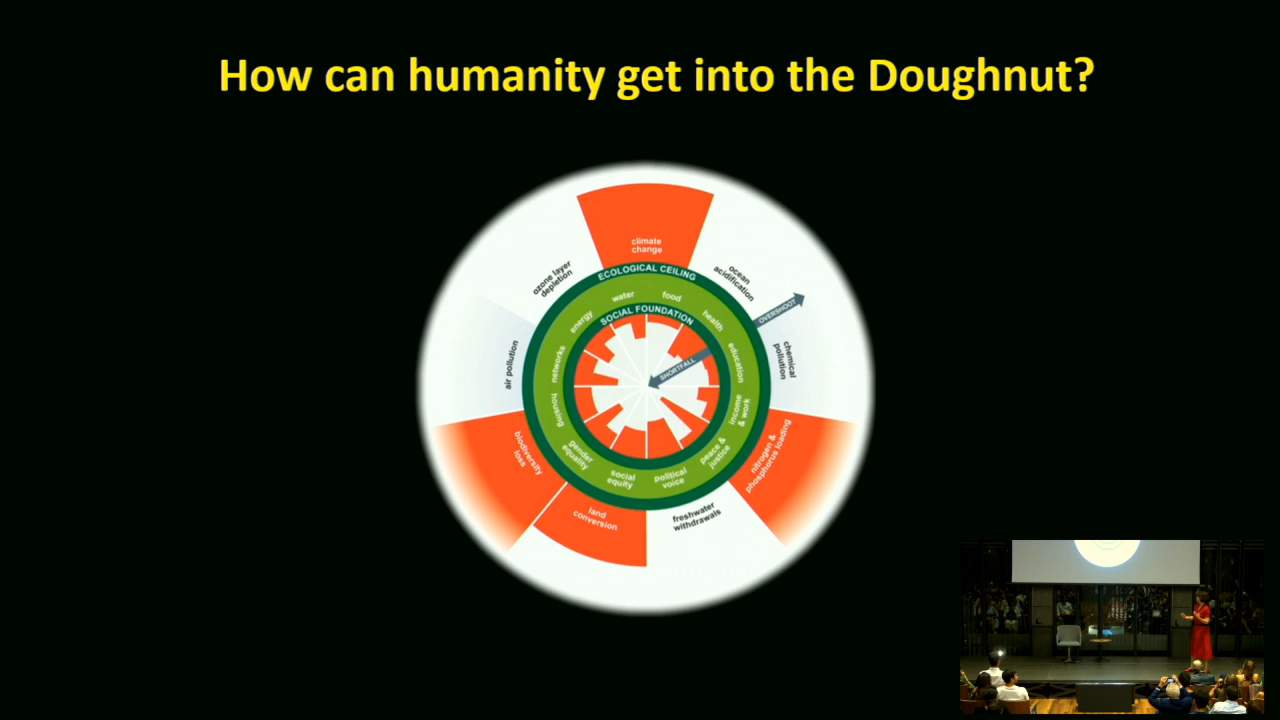 How can humanity get into the Doughnut?
climate
change
ozone layer
depletion
ocean
acidification
ECOLOGICAL CEILING
OVERSHOOT
water
food
energy
SOCIAL FOUNDATION
health
air pollution
networks
SHORTFALL
education
chemical
pollution
housing
income
& work
biodiversity
loss
gender
equality
social
equity
political
voice
peace &
justice
nitrogen &
phosphorus loading
land
conversion
freshwater
withdrawals